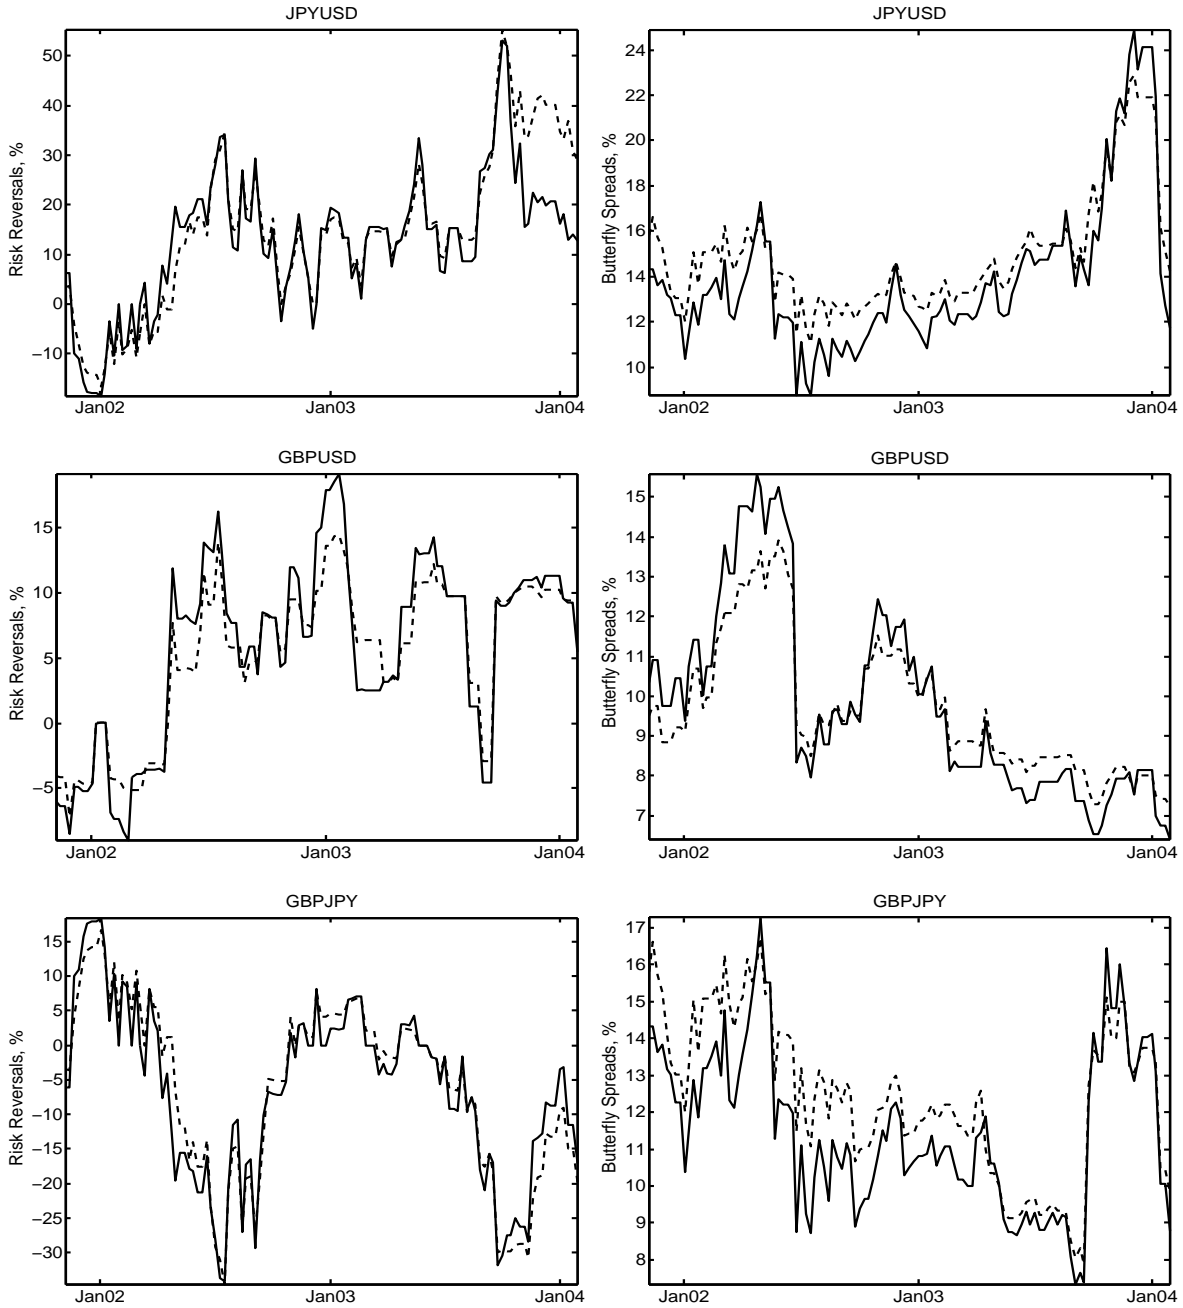 JPYUSD
Risk Reversals, %
50
40
30
20
10
0
−10
Jan02 Jan03 Jan04
JPYUSD
Butterfly Spreads, %
24
22
20
18
16
14
12
10
Jan02 Jan03 Jan04
GBPUSD
Risk Reversals, %
15
10
5
0
−5
Jan02 Jan03 Jan04
GBPUSD
Butterfly Spreads, %
15
14
13
12
11
10
9
8
7
Jan02 Jan03 Jan04
GBPJPY
Risk Reversals, %
15
10
5
0
−5
−10
−15
−20
−25
−30
Jan02 Jan03 Jan04
GBPJPY
Butterfly Spreads, %
17
16
15
14
13
12
11
10
9
8
Jan02 Jan03 Jan04